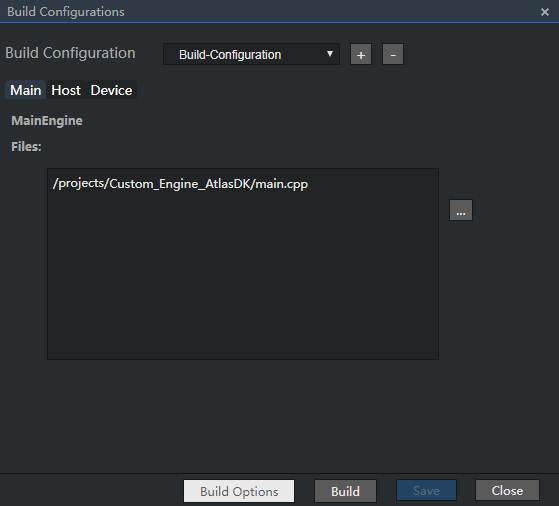 Build Configurations ×
Build Configuration Build-Configuration ▼ + -
Main Host Device
MainEngine
Files:
/projects/Custom_Engine_AtlasDK/main.cpp
...
Build Options Build Save Close